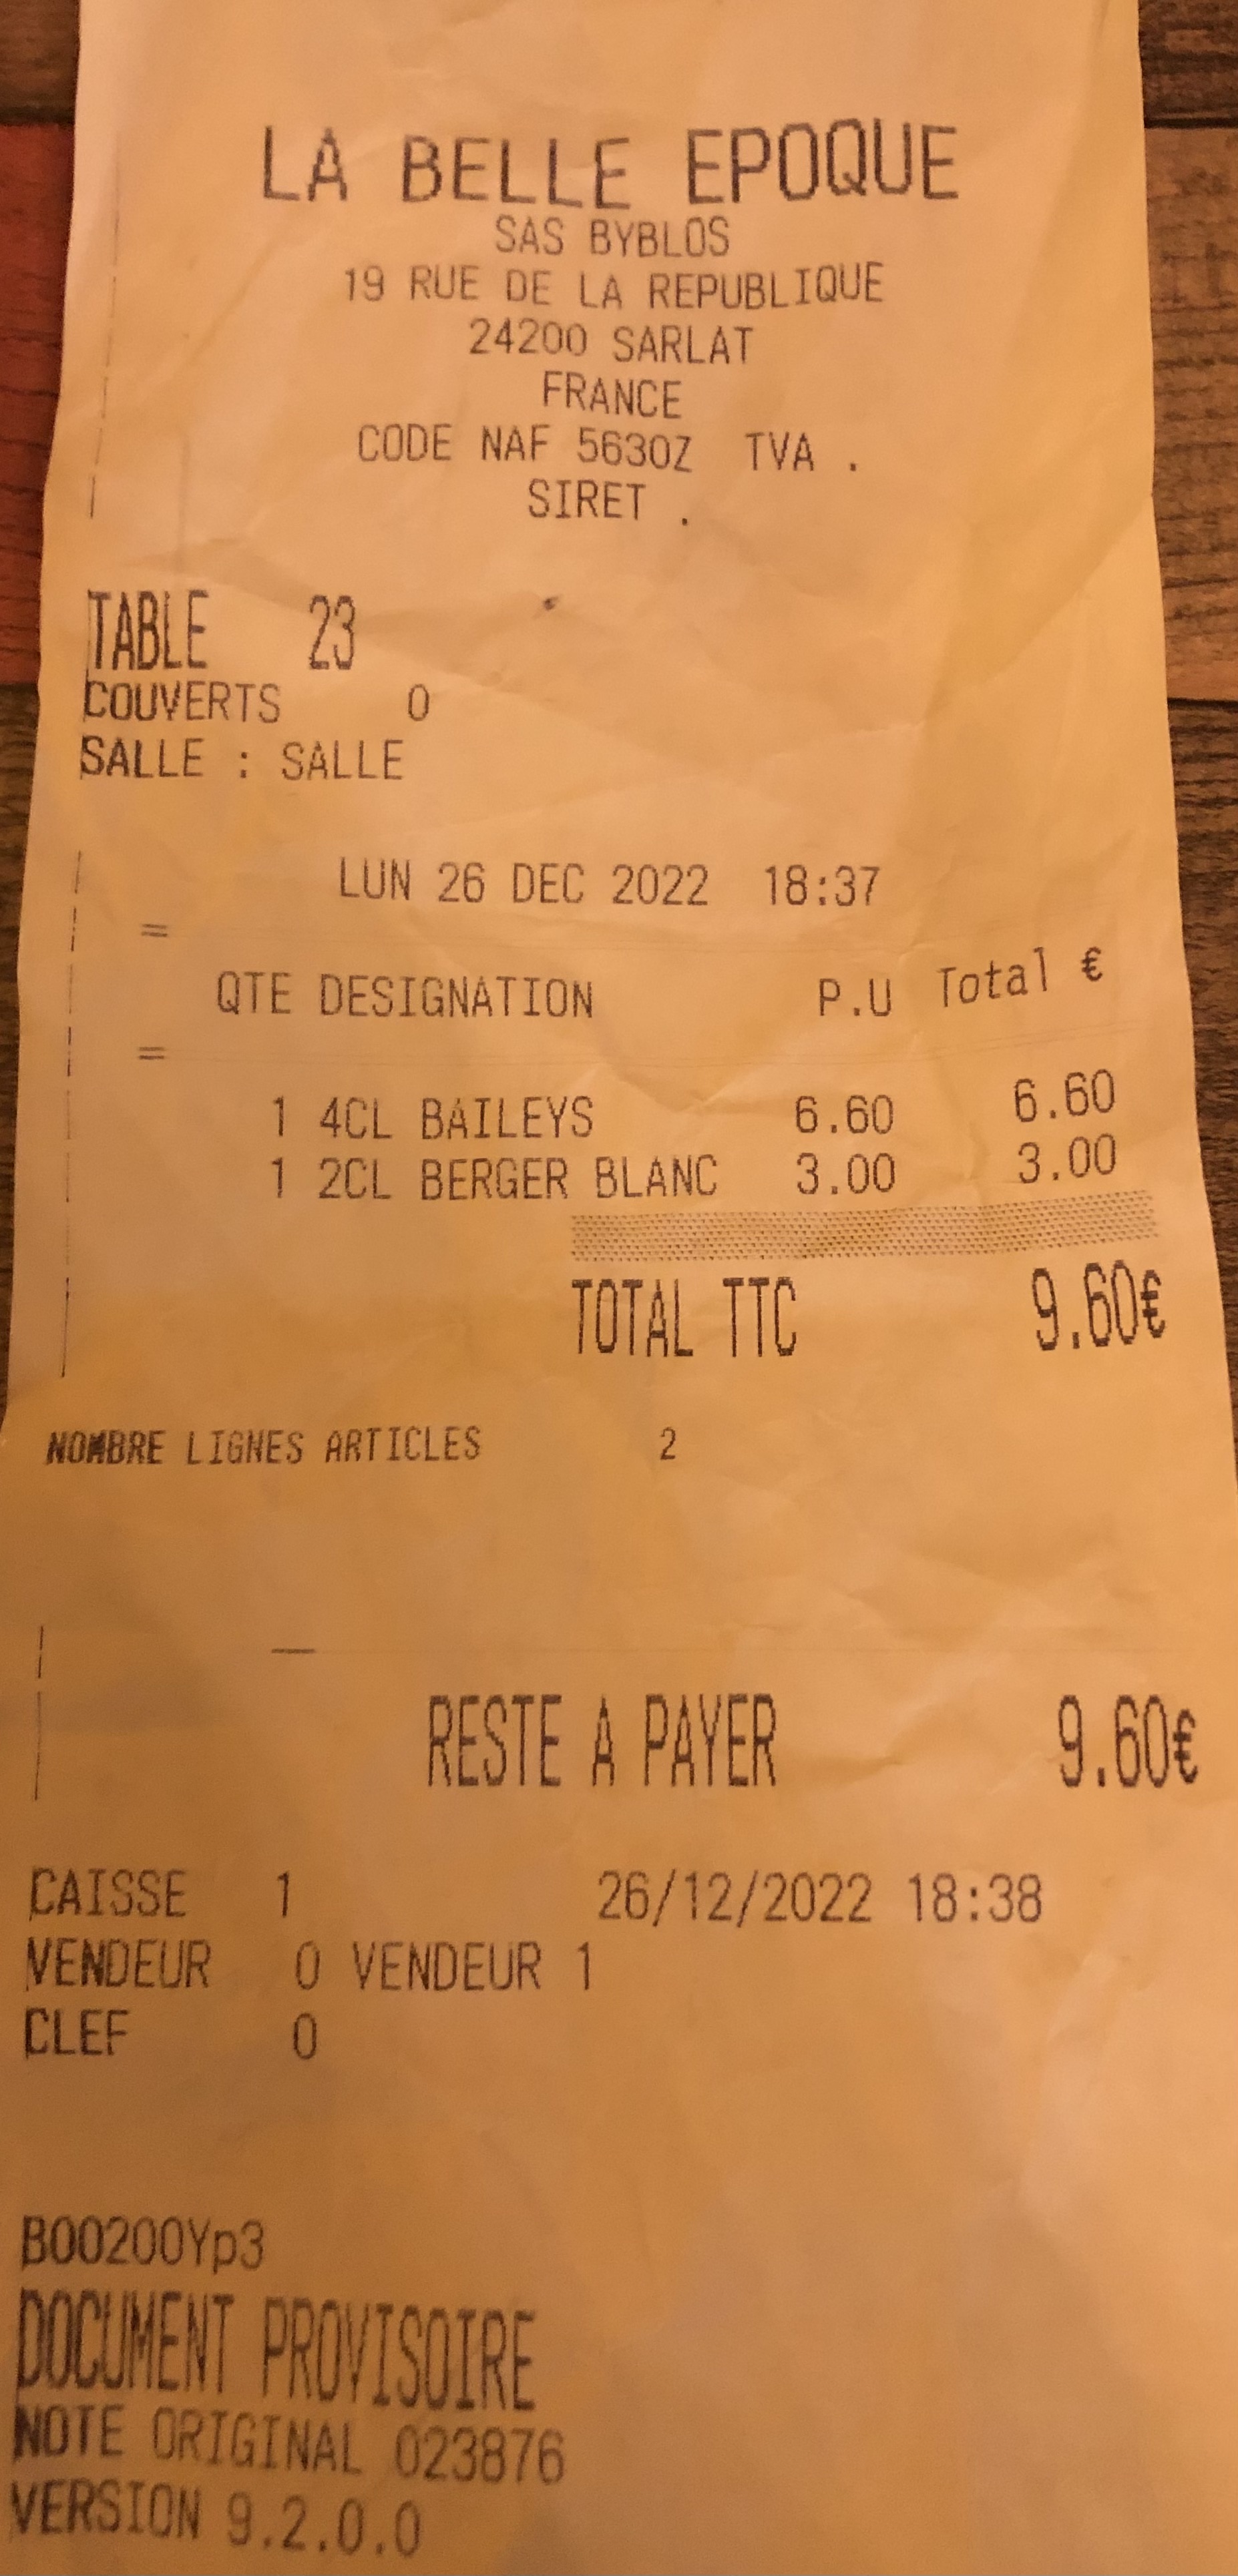 LA BELLE EPOQUE
SAS BYBLOS
19 RUE DE LA REPUBLIQUE
24200 SARLAT
FRANCE
CODE NAF 5630Z TVA .
SIRET .
TABLE 23
COUVERTS 0
SALLE : SALLE
LUN 26 DEC 2022 18:37
=
QTE DESIGNATION P.U Total €
=
1 4CL BAILEYS 6.60 6.60
1 2CL BERGER BLANC 3.00 3.00
TOTAL TTC 9.60€
NOMBRE LIGNES ARTICLES 2
RESTE A PAYER 9.60€
CAISSE 1 26/12/2022 18:38
VENDEUR 0 VENDEUR 1
CLEF 0
B00200Yp3
DOCUMENT PROVISOIRE
NOTE ORIGINAL 023876
VERSION 9.2.0.0